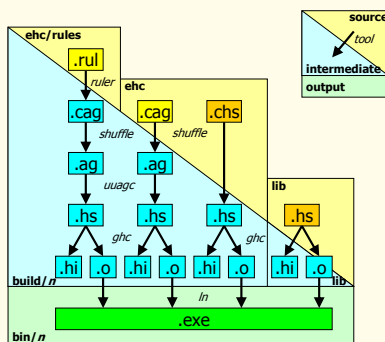 ehc/rules
source
tool
intermediate
output
.rul
ruler
ehc
.cag
.cag
.chs
shuffle
shuffle
.ag
.ag
uuagc
lib
.hs
.hs
.hs
.hs
ghc
ghc
.hi
.o
.hi
.o
.hi
.o
.hi
.o
build/n
lib
ln
.exe
bin/n